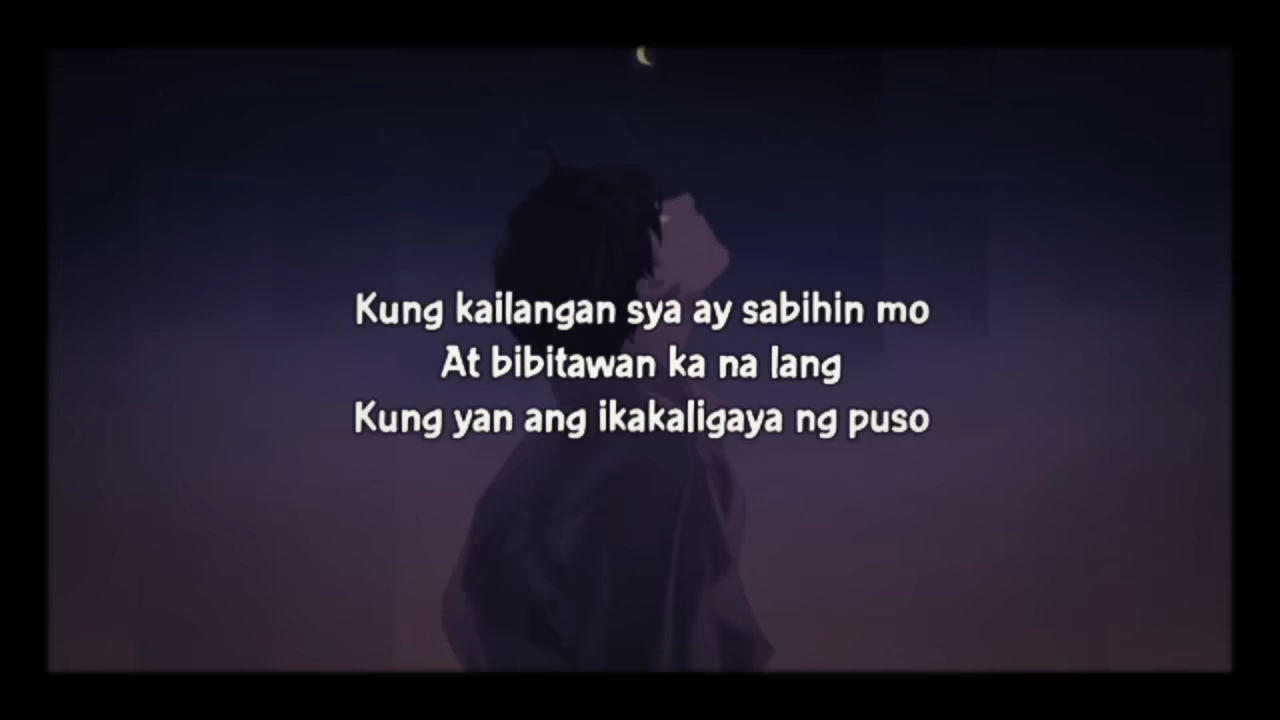 Kung kailangan sya ay sabihin mo
At bibitawan ka na lang
Kung yan ang ikakaligaya ng puso